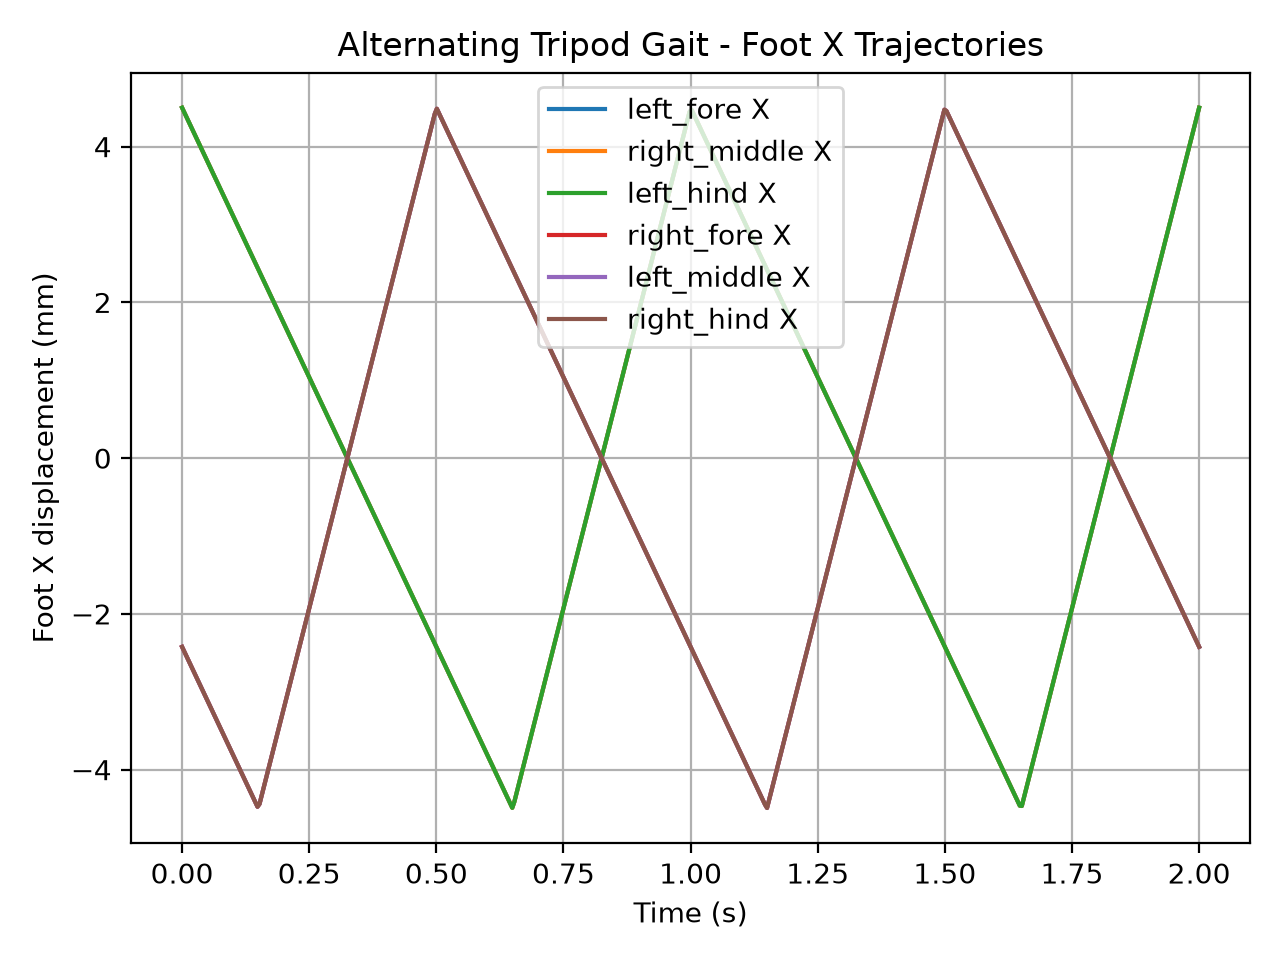 Alternating Tripod Gait - Foot X Trajectories
left_fore X
right_middle X
left_hind X
right_fore X
left_middle X
right_hind X
4
2
0
−2
−4
Foot X displacement (mm)
0.00 0.25 0.50 0.75 1.00 1.25 1.50 1.75 2.00
Time (s)